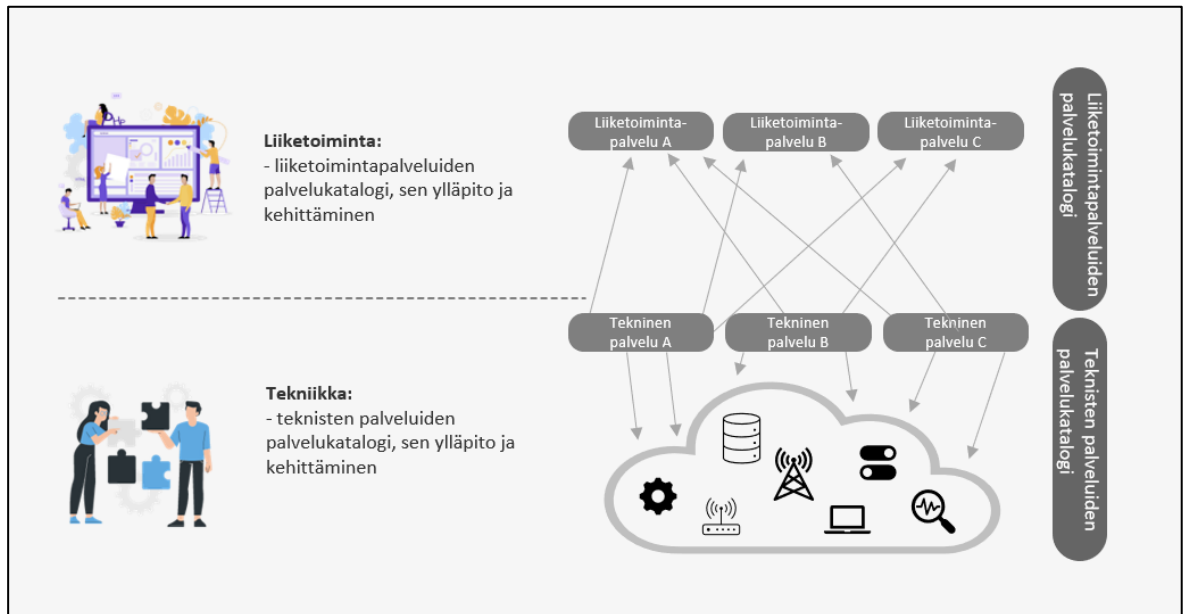 Liiketoiminta:
- liiketoimintapalveluiden
palvelukatalogi, sen ylläpito ja
kehittäminen
Liiketoiminta-
palvelu A
Liiketoiminta-
palvelu B
Liiketoiminta-
palvelu C
Liiketoimintapalveluiden
palvelukatalogi
Tekninen
palvelu A
Tekninen
palvelu B
Tekninen
palvelu C
Tekniikka:
- teknisten palveluiden
palvelukatalogi, sen ylläpito ja
kehittäminen
Teknisten palveluiden
palvelukatalogi